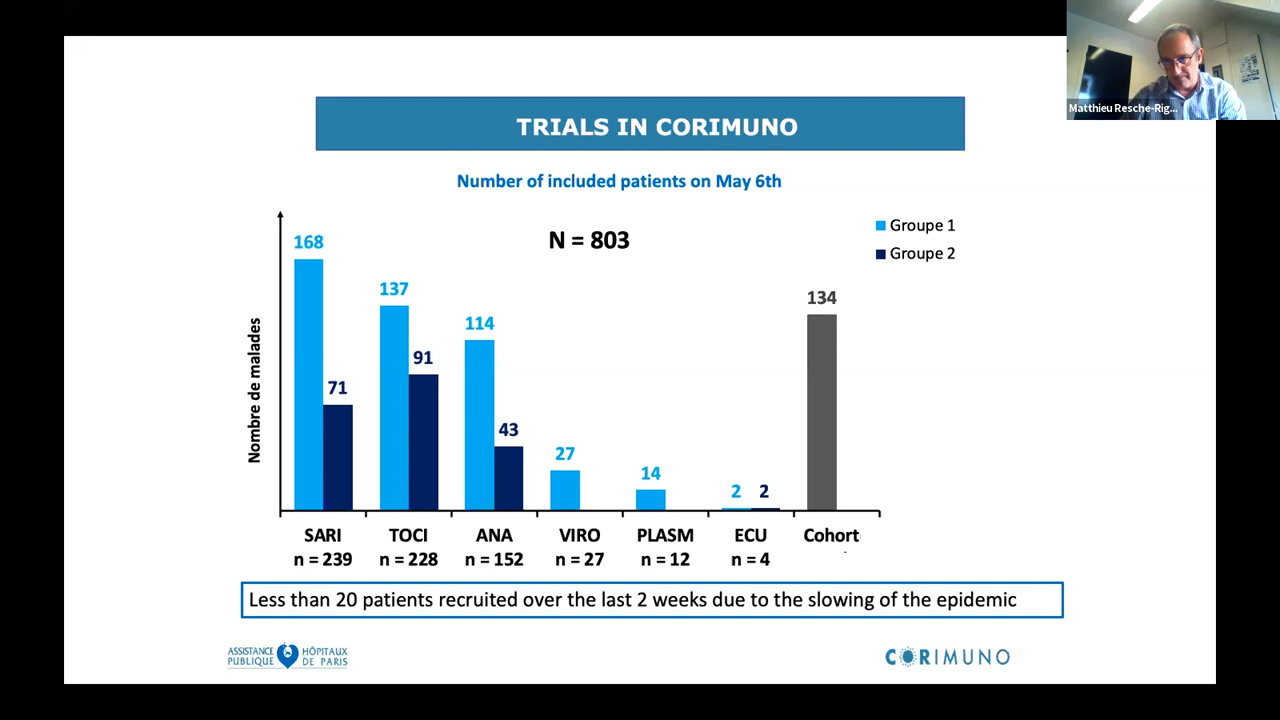 Matthieu Resche-Rig...
TRIALS IN CORIMUNO
Number of included patients on May 6th
N = 803
Groupe 1
Groupe 2
Nombre de malades
168
71
137
91
114
43
27
14
2
2
134
SARI
n = 239
TOCI
n = 228
ANA
n = 152
VIRO
n = 27
PLASM
n = 12
ECU
n = 4
Cohort
Less than 20 patients recruited over the last 2 weeks due to the slowing of the epidemic
ASSISTANCE PUBLIQUE
HÔPITAUX DE PARIS
CORIMUNO